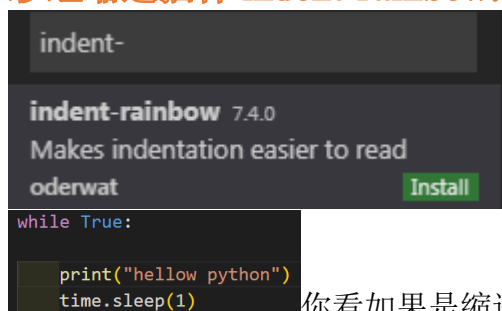 indent-
indent-rainbow 7.4.0
Makes indentation easier to read
oderwat Install
while True:
print("hellow python")
time.sleep(1)
你看如果是缩